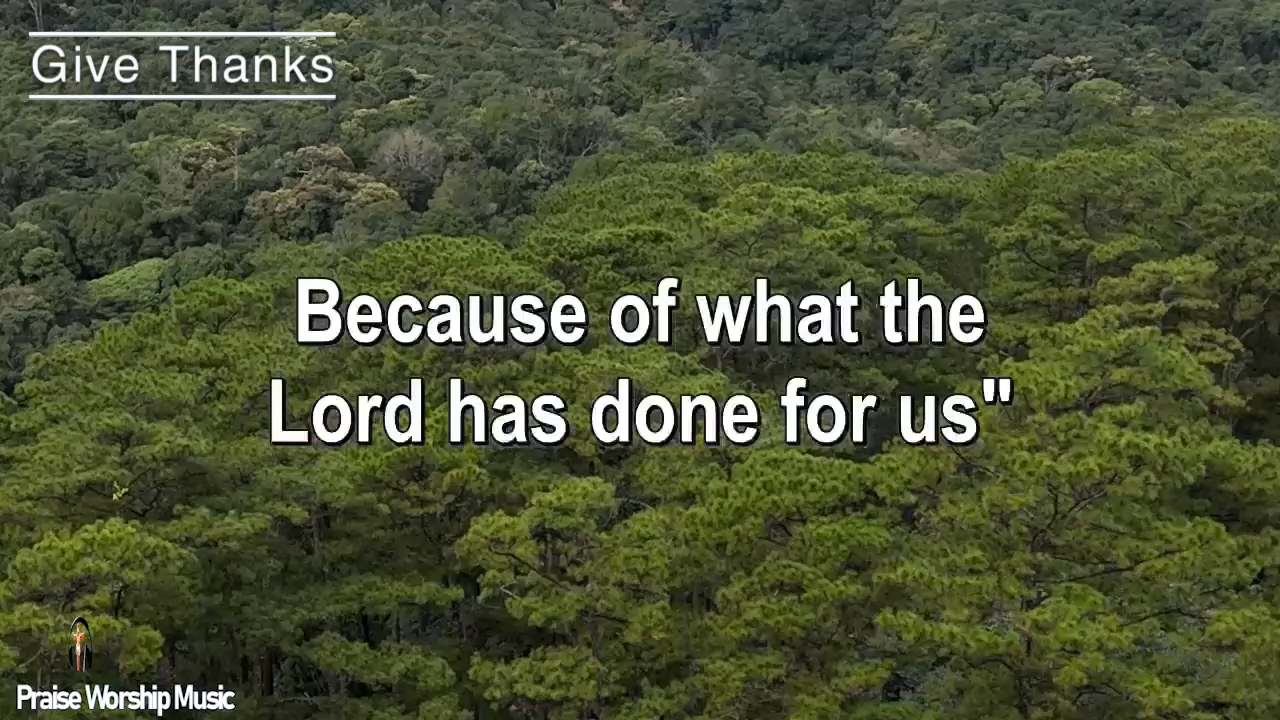 Give Thanks
Because of what the
Lord has done for us"
Praise Worship Music